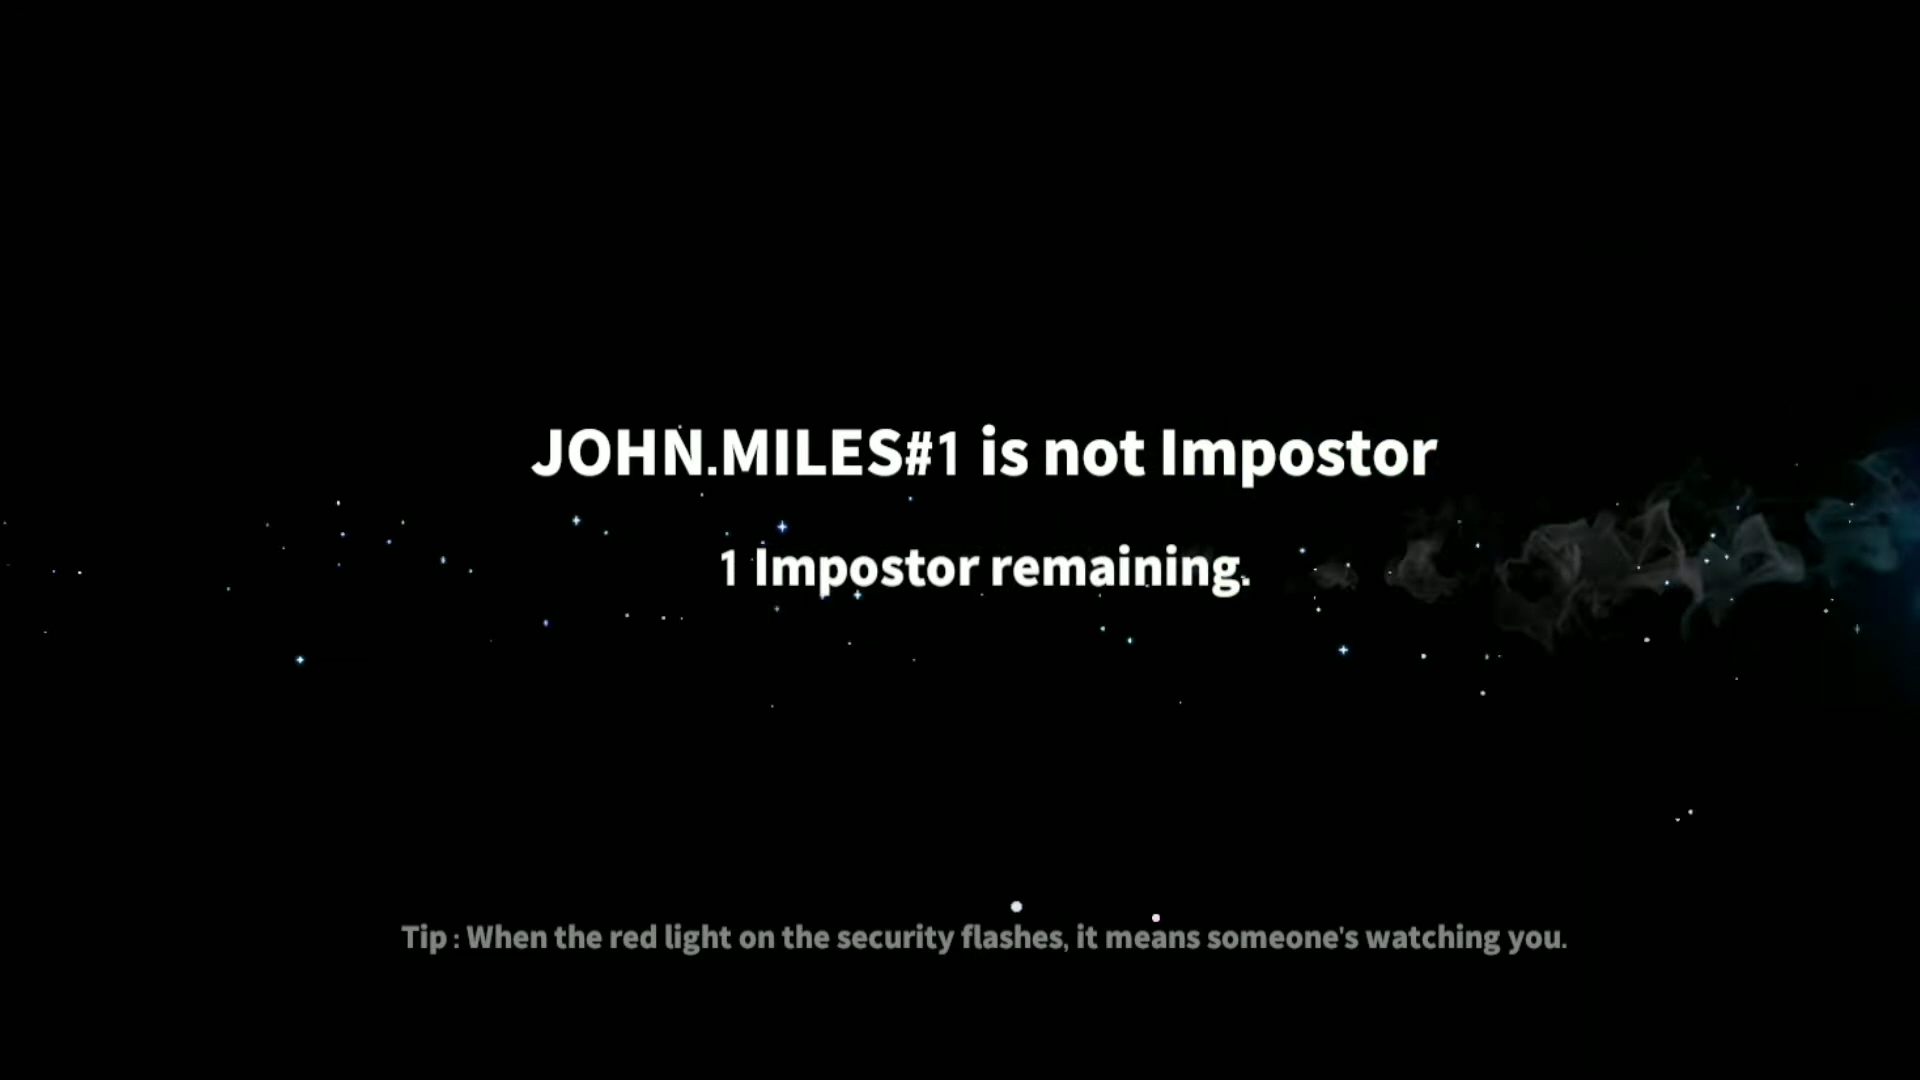 JOHN.MILES#1 is not Impostor
1 Impostor remaining.
Tip : When the red light on the security flashes, it means someone's watching you.